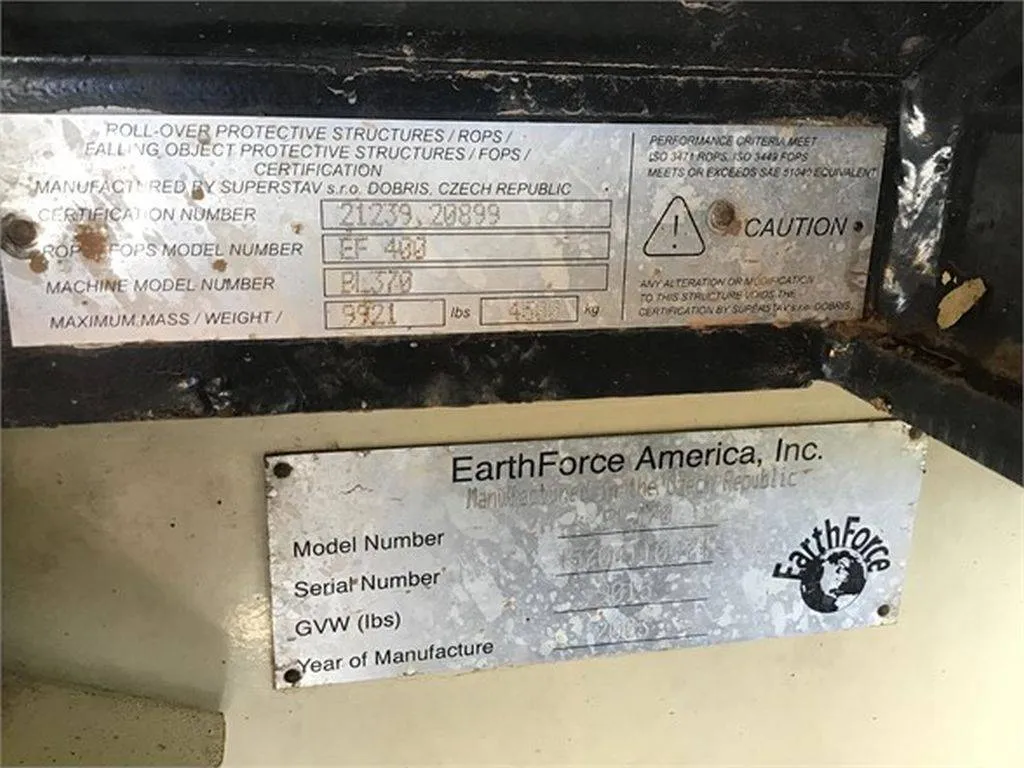 ROLL-OVER PROTECTIVE STRUCTURES / ROPS /
FALLING OBJECT PROTECTIVE STRUCTURES / FOPS /
CERTIFICATION
MANUFACTURED BY SUPERSTAV s.r.o. DOBRIS, CZECH REPUBLIC
CERTIFICATION NUMBER 21239.20899
ROPS / FOPS MODEL NUMBER EF 400
MACHINE MODEL NUMBER BL370
MAXIMUM MASS / WEIGHT / 9921 lbs 4500 kg
PERFORMANCE CRITERIA MEET
ISO 3471 ROPS, ISO 3449 FOPS
MEETS OR EXCEEDS SAE 51040 EQUIVALENT
CAUTION
ANY ALTERATION OR MODIFICATION
TO THIS STRUCTURE VOIDS THE
CERTIFICATION BY SUPERSTAV s.r.o. DOBRIS.
EarthForce America, Inc.
Manufactured in the Czech Republic
Model Number
Serial Number
GVW (lbs)
Year of Manufacture
EarthForce